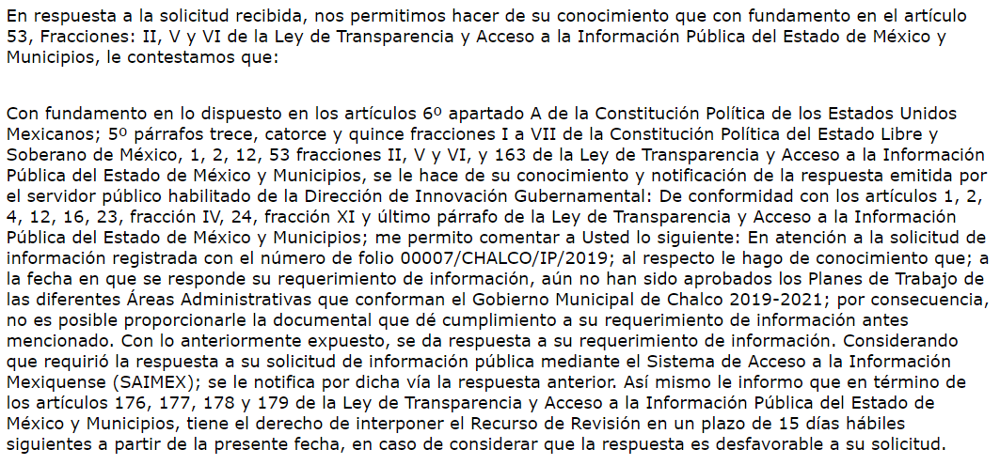 En respuesta a la solicitud recibida, nos permitimos hacer de su conocimiento que con fundamento en el artículo
53, Fracciones: II, V y VI de la Ley de Transparencia y Acceso a la Información Pública del Estado de México y
Municipios, le contestamos que:
Con fundamento en lo dispuesto en los artículos 6º apartado A de la Constitución Política de los Estados Unidos
Mexicanos; 5º párrafos trece, catorce y quince fracciones I a VII de la Constitución Política del Estado Libre y
Soberano de México, 1, 2, 12, 53 fracciones II, V y VI, y 163 de la Ley de Transparencia y Acceso a la Información
Pública del Estado de México y Municipios, se le hace de su conocimiento y notificación de la respuesta emitida por
el servidor público habilitado de la Dirección de Innovación Gubernamental: De conformidad con los artículos 1, 2,
4, 12, 16, 23, fracción IV, 24, fracción XI y último párrafo de la Ley de Transparencia y Acceso a la Información
Pública del Estado de México y Municipios; me permito comentar a Usted lo siguiente: En atención a la solicitud de
información registrada con el número de folio 00007/CHALCO/IP/2019; al respecto le hago de conocimiento que; a
la fecha en que se responde su requerimiento de información, aún no han sido aprobados los Planes de Trabajo de
las diferentes Áreas Administrativas que conforman el Gobierno Municipal de Chalco 2019-2021; por consecuencia,
no es posible proporcionarle la documental que dé cumplimiento a su requerimiento de información antes
mencionado. Con lo anteriormente expuesto, se da respuesta a su requerimiento de información. Considerando
que requirió la respuesta a su solicitud de información pública mediante el Sistema de Acceso a la Información
Mexiquense (SAIMEX); se le notifica por dicha vía la respuesta anterior. Así mismo le informo que en término de
los artículos 176, 177, 178 y 179 de la Ley de Transparencia y Acceso a la Información Pública del Estado de
México y Municipios, tiene el derecho de interponer el Recurso de Revisión en un plazo de 15 días hábiles
siguientes a partir de la presente fecha, en caso de considerar que la respuesta es desfavorable a su solicitud.